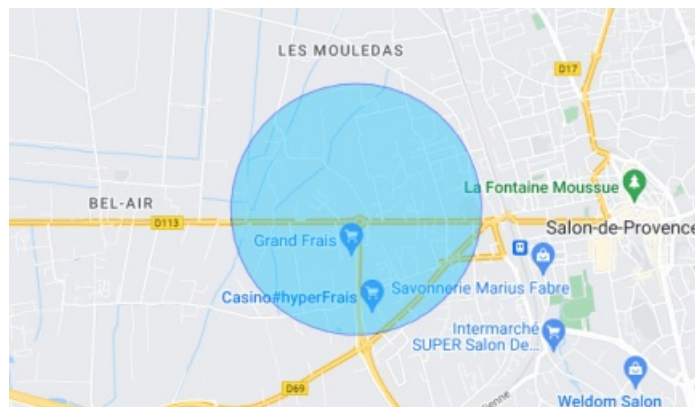 LES MOULEDAS
D17
La Fontaine Moussue
BEL-AIR
D113
Grand Frais
Salon-de-Provence
Casino#hyperFrais
Savonnerie Marius Fabre
Intermarché
SUPER Salon De...
D69
Weldom Salon